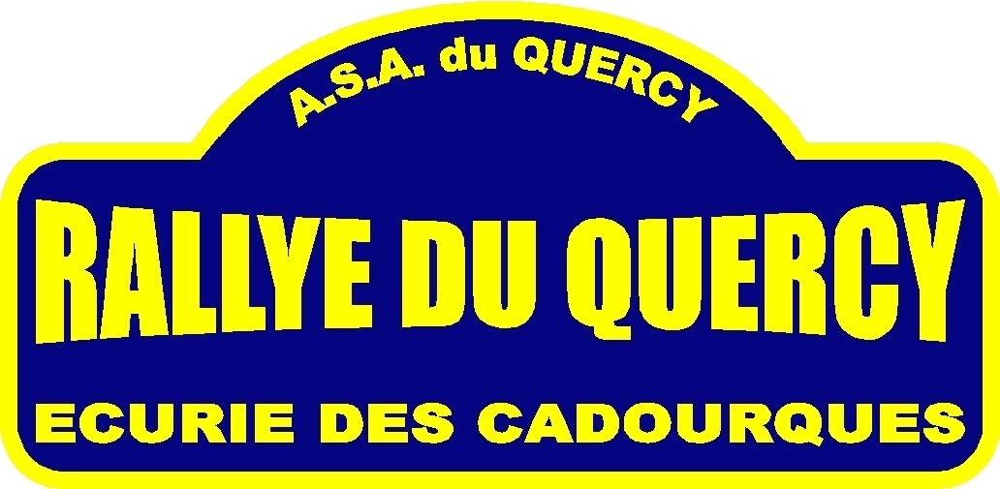 A.S.A. du QUERCY
RALLYE DU QUERCY
ECURIE DES CADOURQUES